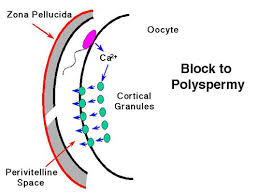 Zona Pellucida
Oocyte
Ca2+
Block to
Polyspermy
Cortical
Granules
Perivitelline
Space